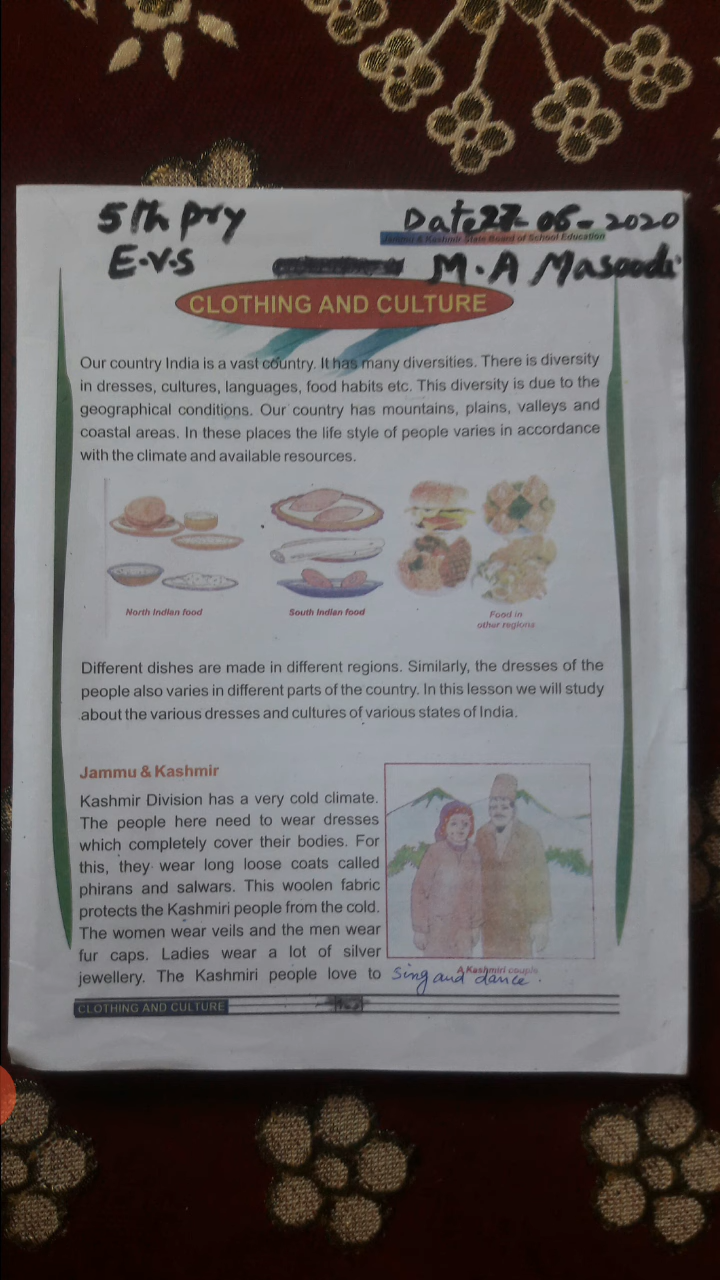 5th pry
Date 27-06-2020
Jammu & Kashmir State Board of School Education
E.V.S
M.A Masoodi
CLOTHING AND CULTURE
Our country India is a vast country. It has many diversities. There is diversity
in dresses, cultures, languages, food habits etc. This diversity is due to the
geographical conditions. Our country has mountains, plains, valleys and
coastal areas. In these places the life style of people varies in accordance
with the climate and available resources.
North Indian food
South Indian food
Food in
other regions
Different dishes are made in different regions. Similarly, the dresses of the
people also varies in different parts of the country. In this lesson we will study
about the various dresses and cultures of various states of India.
Jammu & Kashmir
Kashmir Division has a very cold climate.
The people here need to wear dresses
which completely cover their bodies. For
this, they wear long loose coats called
phirans and salwars. This woolen fabric
protects the Kashmiri people from the cold.
The women wear veils and the men wear
fur caps. Ladies wear a lot of silver
jewellery. The Kashmiri people love to sing and dance.
A Kashmiri couple
CLOTHING AND CULTURE